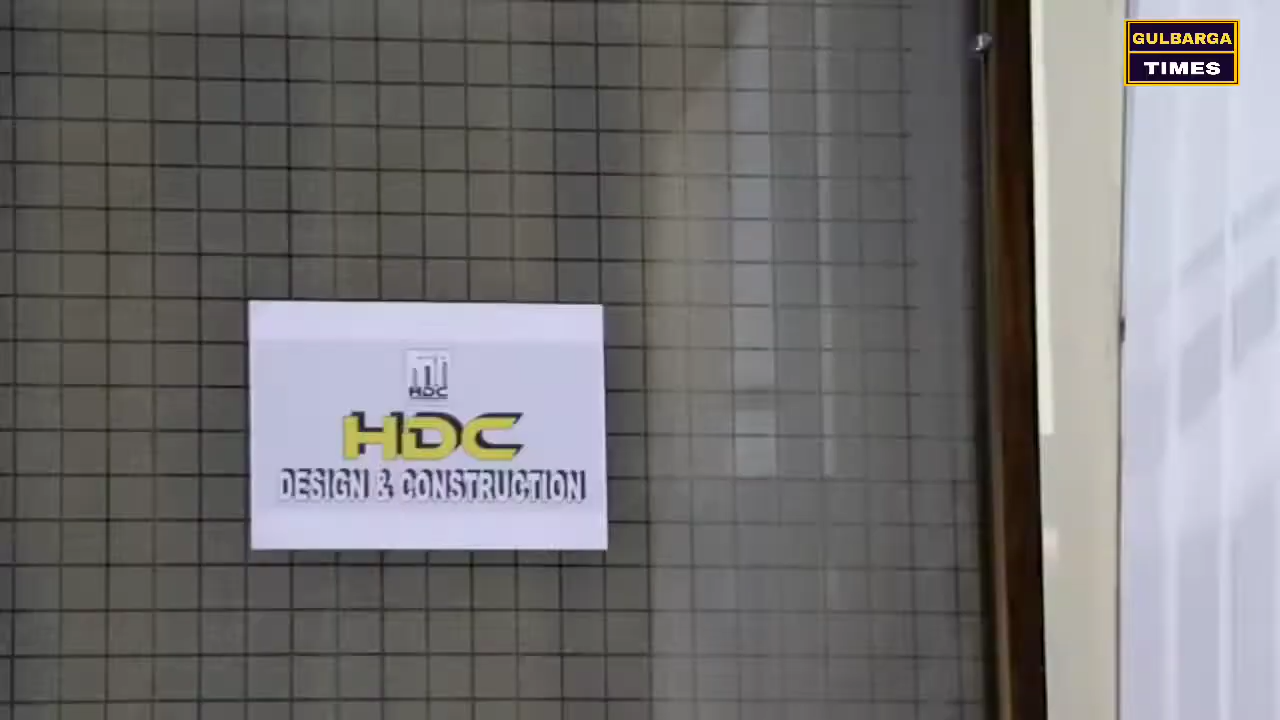 GULBARGA
TIMES
HDC
HDC
DESIGN & CONSTRUCTION